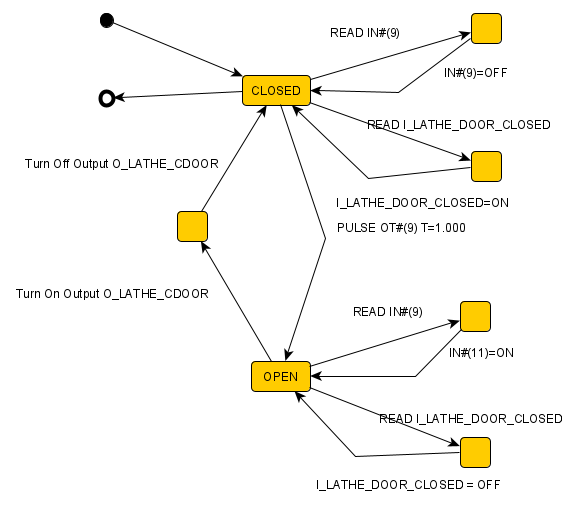 READ IN#(9)
IN#(9)=OFF
CLOSED
READ I_LATHE_DOOR_CLOSED
Turn Off Output O_LATHE_CDOOR
I_LATHE_DOOR_CLOSED=ON
PULSE OT#(9) T=1.000
Turn On Output O_LATHE_CDOOR
READ IN#(9)
IN#(11)=ON
OPEN
READ I_LATHE_DOOR_CLOSED
I_LATHE_DOOR_CLOSED = OFF